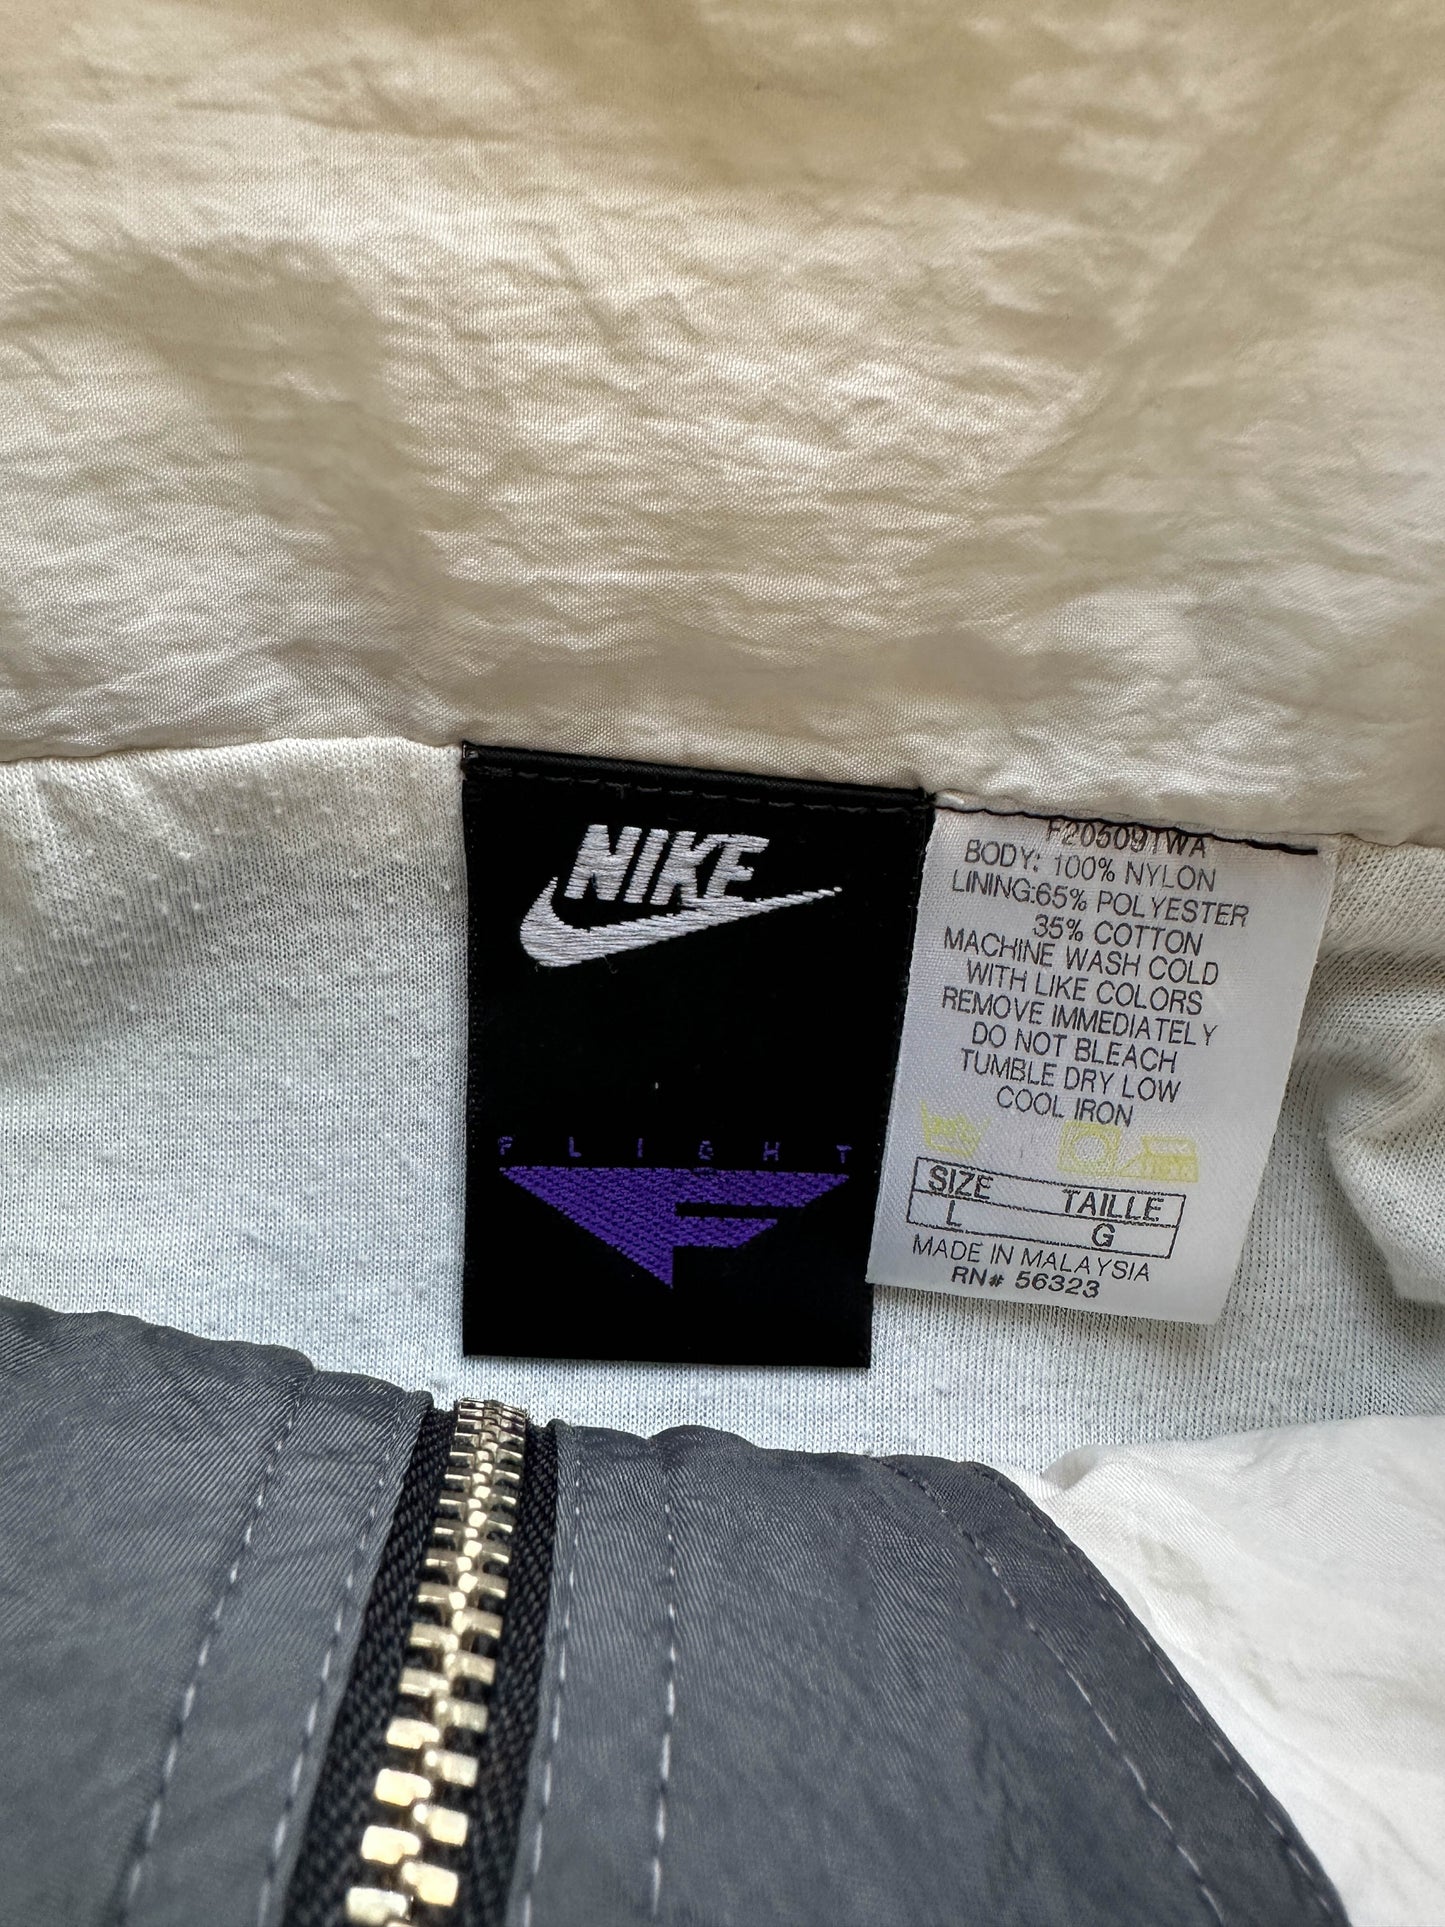 NIKE
FLIGHT
F20509TWA
BODY: 100% NYLON
LINING:65% POLYESTER
35% COTTON
MACHINE WASH COLD
WITH LIKE COLORS
REMOVE IMMEDIATELY
DO NOT BLEACH
TUMBLE DRY LOW
COOL IRON
SIZE TAILLE
L G
MADE IN MALAYSIA
RN# 56323